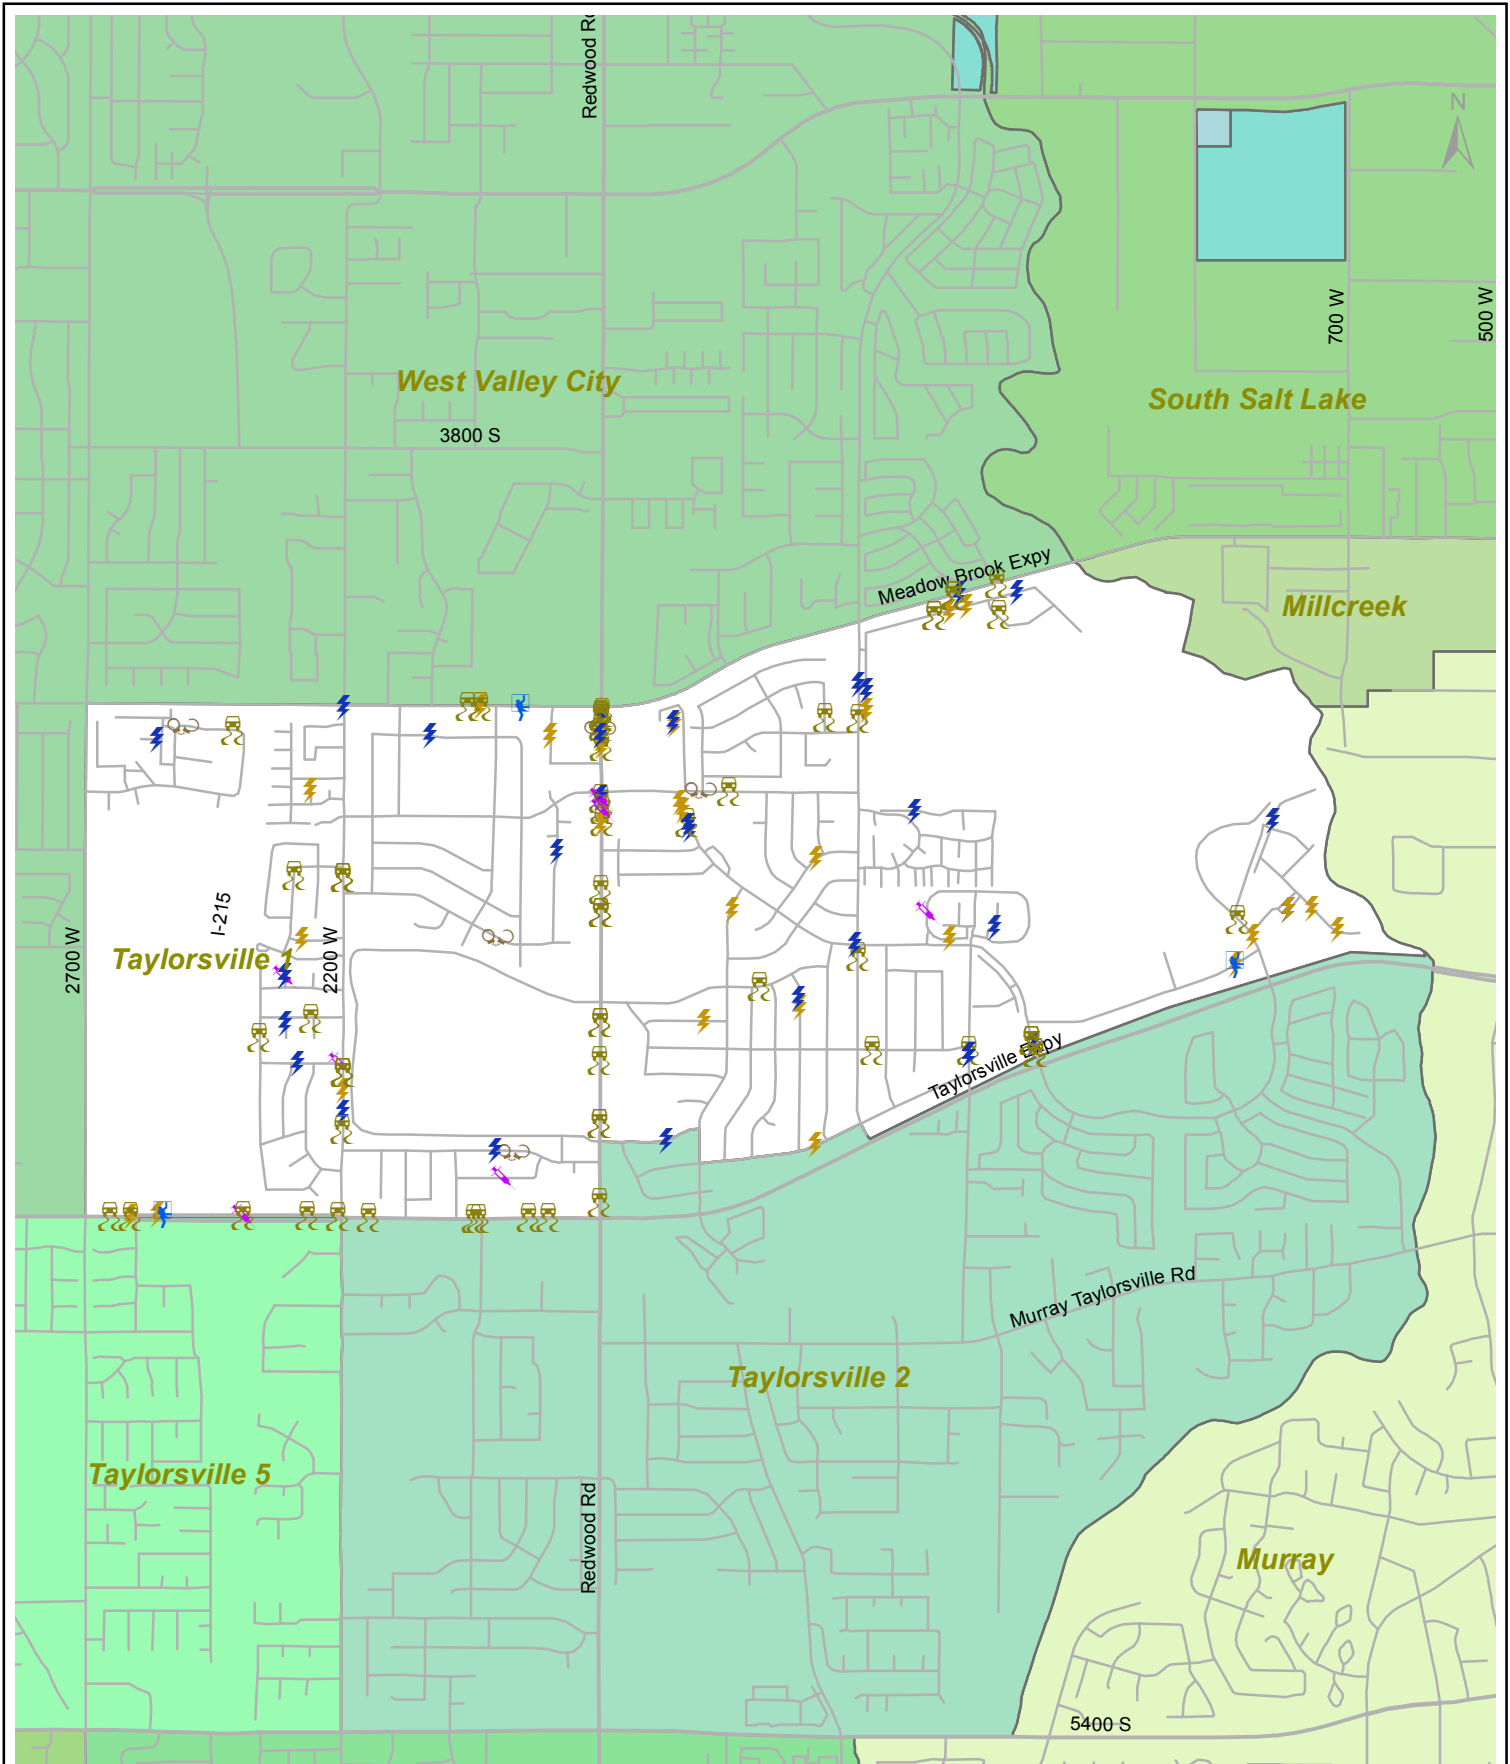 Redwood Rd
N
700 W
500 W
West Valley City
South Salt Lake
3800 S
Meadow Brook Expy
Millcreek
I-215
2700 W
Taylorsville 1
2200 W
Taylorsville Expy
Murray Taylorsville Rd
Taylorsville 2
Taylorsville 5
Redwood Rd
Murray
5400 S